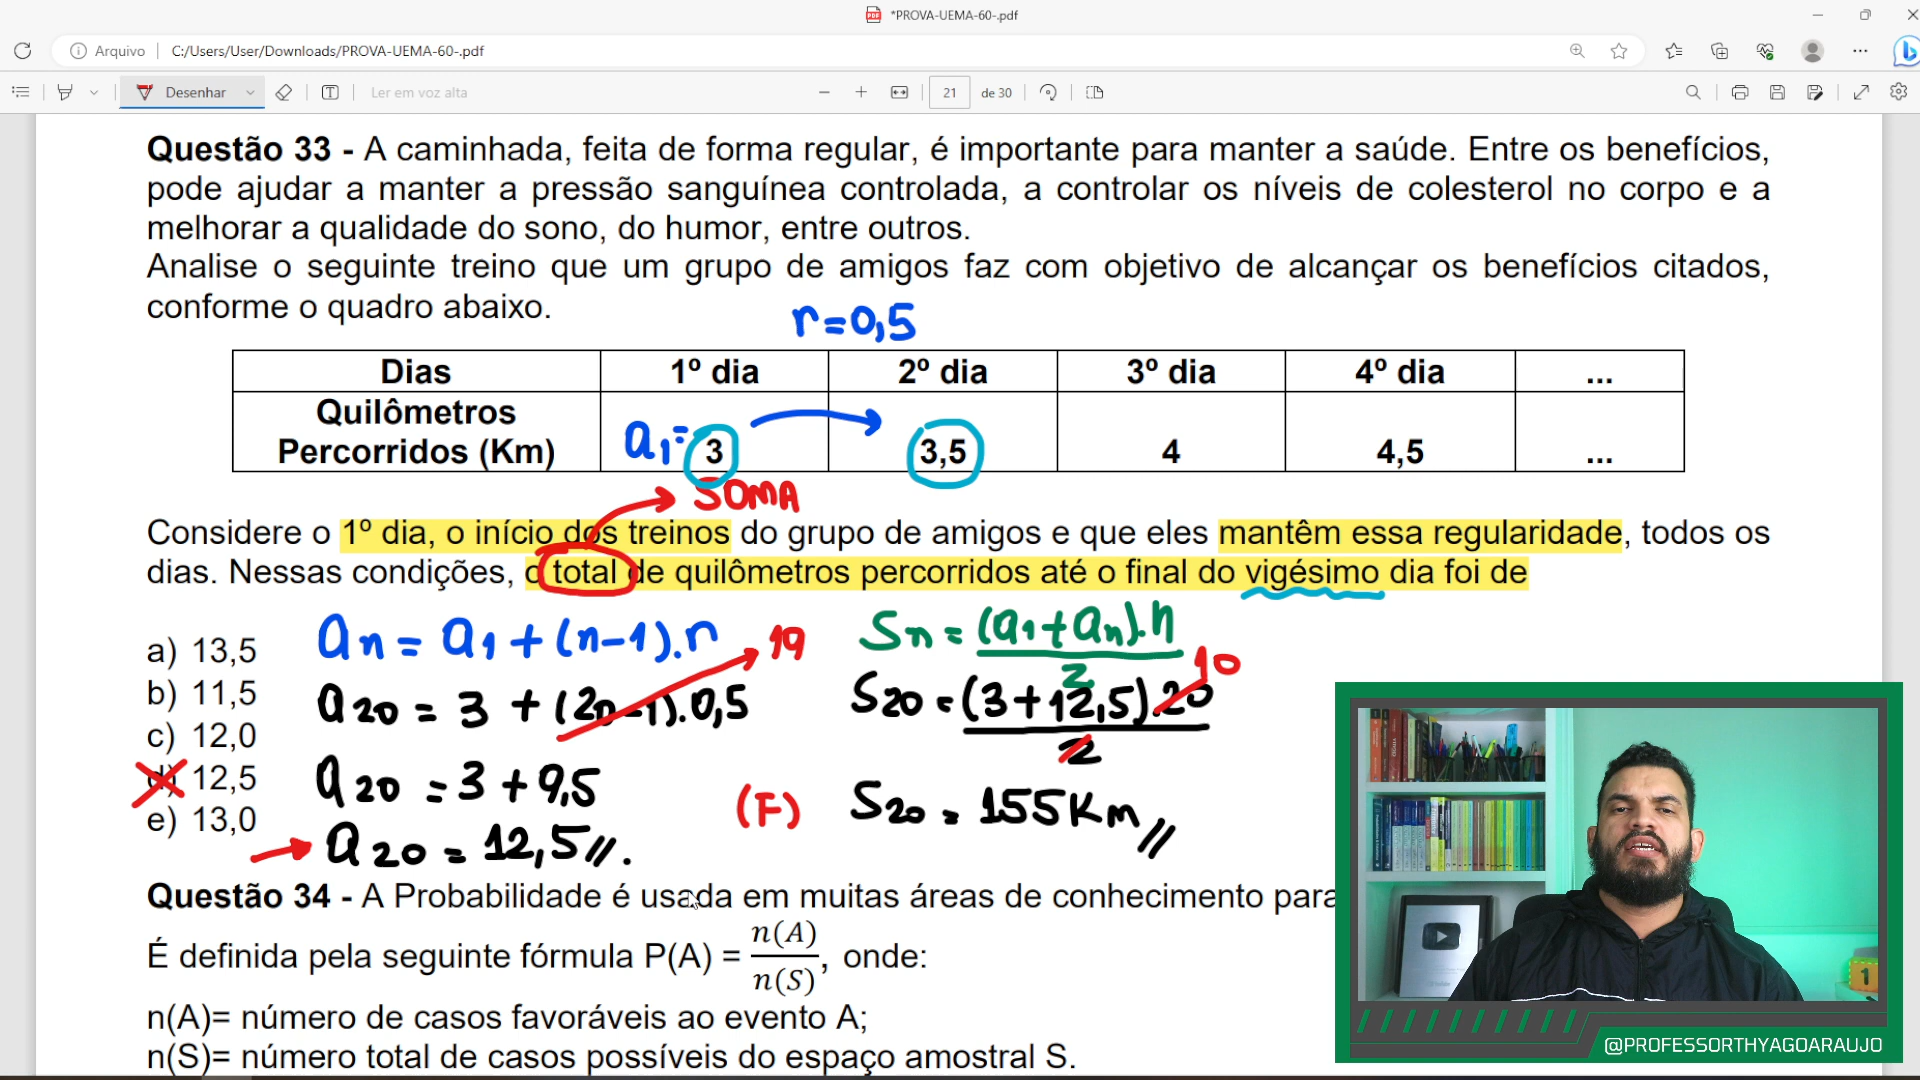 *PROVA-UEMA-60-.pdf
Arquivo C:/Users/User/Downloads/PROVA-UEMA-60-.pdf
Desenhar Ler em voz alta 21 de 30
Questão 33 - A caminhada, feita de forma regular, é importante para manter a saúde. Entre os benefícios,
pode ajudar a manter a pressão sanguínea controlada, a controlar os níveis de colesterol no corpo e a
melhorar a qualidade do sono, do humor, entre outros.
Analise o seguinte treino que um grupo de amigos faz com objetivo de alcançar os benefícios citados,
conforme o quadro abaixo.
r=0,5
Dias 1º dia 2º dia 3º dia 4º dia ...
Quilômetros
Percorridos (Km) a1= 3 3,5 4 4,5 ...
SOMA
Considere o 1º dia, o início dos treinos do grupo de amigos e que eles mantêm essa regularidade, todos os
dias. Nessas condições, o total de quilômetros percorridos até o final do vigésimo dia foi de
a) 13,5
b) 11,5
c) 12,0
d) 12,5
e) 13,0
an = a1 + (n-1).r
19
a20 = 3 + (20-1).0,5
a20 = 3 + 9,5
a20 = 12,5//.
(F)
Sn = (a1+an).n
2
10
S20 = (3+12,5).20
2
S20 = 155Km//
Questão 34 - A Probabilidade é usada em muitas áreas de conhecimento para
É definida pela seguinte fórmula P(A) = n(A)/n(S), onde:
n(A)= número de casos favoráveis ao evento A;
n(S)= número total de casos possíveis do espaço amostral S.
1
@PROFESSORTHYAGOARAUJO